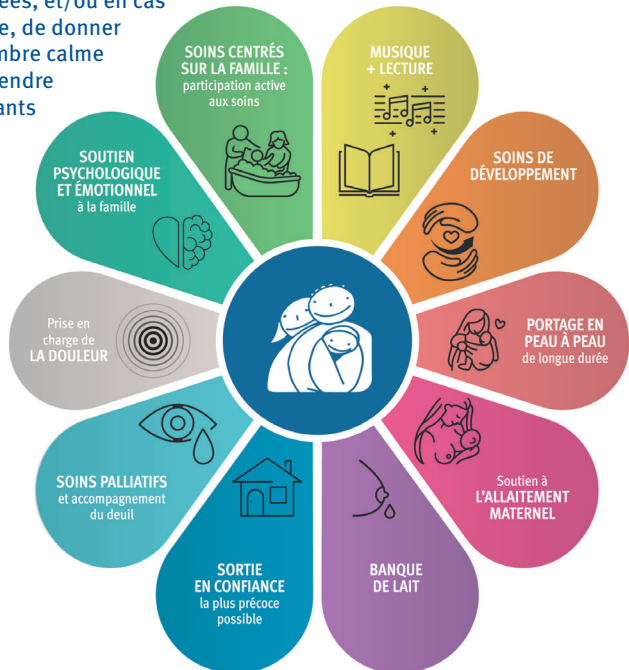 ées, et/ou en cas
e, de donner
mbre calme
endre
ants
SOINS CENTRÉS
SUR LA FAMILLE :
participation active
aux soins
MUSIQUE
+ LECTURE
SOINS DE
DÉVELOPPEMENT
PORTAGE EN
PEAU À PEAU
de longue durée
Soutien à
L'ALLAITEMENT
MATERNEL
BANQUE
DE LAIT
SORTIE
EN CONFIANCE
la plus précoce
possible
SOINS PALLIATIFS
et accompagnement
du deuil
Prise en
charge de
LA DOULEUR
SOUTIEN
PSYCHOLOGIQUE
ET ÉMOTIONNEL
à la famille